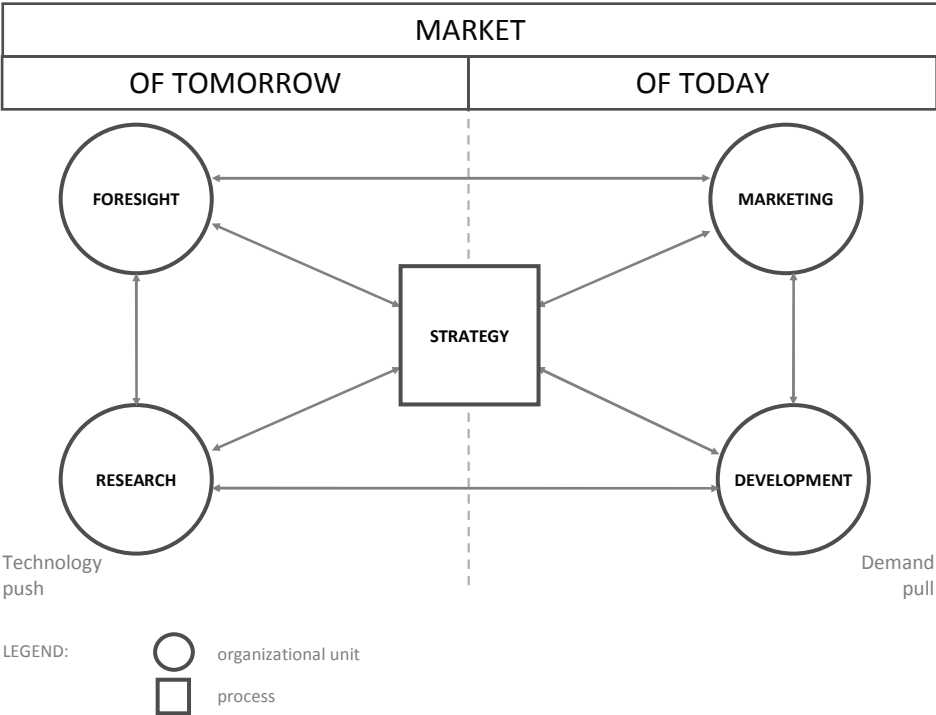 MARKET
OF TOMORROW
OF TODAY
FORESIGHT
MARKETING
STRATEGY
RESEARCH
DEVELOPMENT
Technology
push
Demand
pull
LEGEND:
organizational unit
process